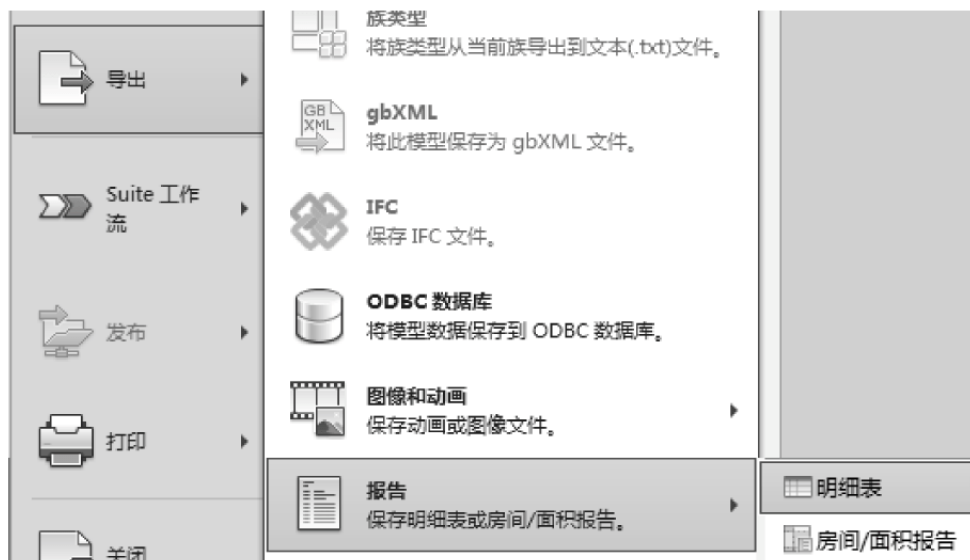 导出
Suite 工作
流
发布
打印
关闭
族类型
将族类型从当前族导出到文本(.txt)文件。
GB
XML
gbXML
将此模型保存为 gbXML 文件。
IFC
保存 IFC 文件。
ODBC 数据库
将模型数据保存到 ODBC 数据库。
图像和动画
保存动画或图像文件。
报告
保存明细表或房间/面积报告。
明细表
房间/面积报告